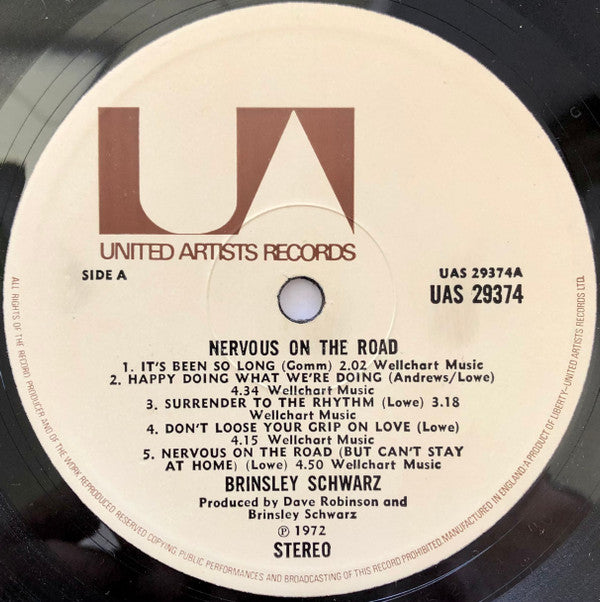 UA
UNITED ARTISTS RECORDS
SIDE A
UAS 29374A
UAS 29374
NERVOUS ON THE ROAD
1. IT'S BEEN SO LONG (Gomm) 2.02 Wellchart Music
2. HAPPY DOING WHAT WE'RE DOING (Andrews/Lowe)
4.34 Wellchart Music
3. SURRENDER TO THE RHYTHM (Lowe) 3.18
Wellchart Music
4. DON'T LOOSE YOUR GRIP ON LOVE (Lowe)
4.15 Wellchart Music
5. NERVOUS ON THE ROAD (BUT CAN'T STAY
AT HOME) (Lowe) 4.50 Wellchart Music
BRINSLEY SCHWARZ
Produced by Dave Robinson and
Brinsley Schwarz
℗ 1972
STEREO
ALL RIGHTS OF THE RECORD PRODUCER AND OF THE WORK REPRODUCED RESERVED COPYING, PUBLIC PERFORMANCES AND BROADCASTING OF THIS RECORD PROHIBITED. MANUFACTURED IN ENGLAND: A PRODUCT OF LIBERTY–UNITED ARTISTS RECORDS LTD.
G